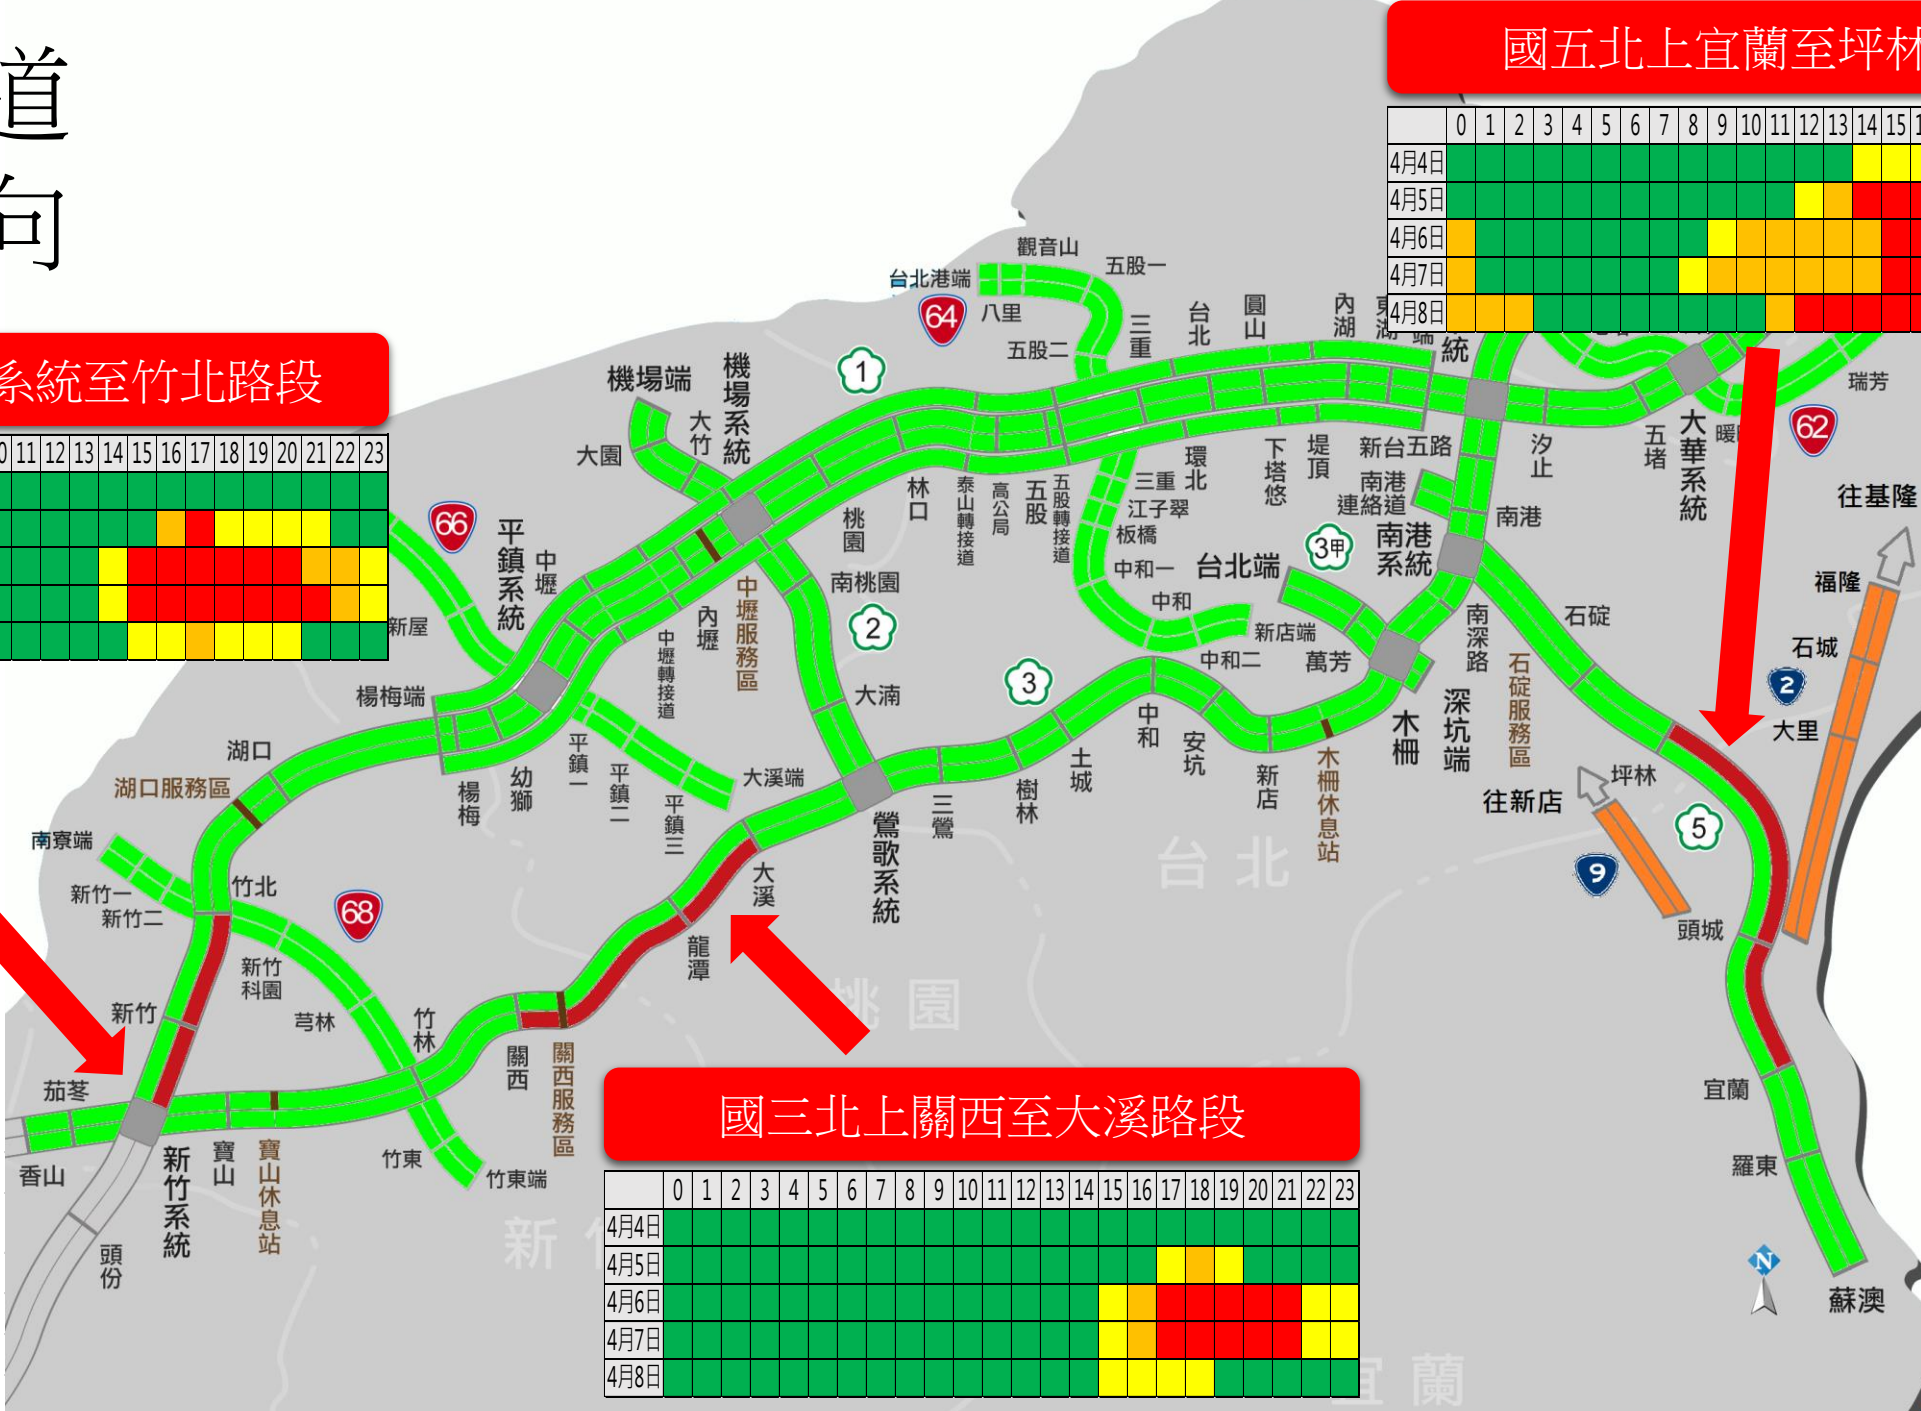 道
向
國五北上宜蘭至坪林
0 1 2 3 4 5 6 7 8 9 10 11 12 13 14 15
4月4日
4月5日
4月6日
4月7日
4月8日
系統至竹北路段
11 12 13 14 15 16 17 18 19 20 21 22 23
觀音山
五股一
台北港端
64
八里
五股二
三重
台北
圓山
內湖
東湖
端
統
機場端
機場系統
1
大竹
大園
瑞芳
62
大華系統
五堵
汐止
新台五路
堤頂
下塔悠
環北
三重
江子翠
板橋
南港連絡道
南港
往基隆
66
平鎮系統
中壢
桃園
林口
泰山轉接道
高公局
五股
五股轉接道
中和一
台北端
3甲
南港系統
福隆
南桃園
中壢服務區
內壢
中壢轉接道
2
中和
新店端
中和二
萬芳
南深路
石碇
石碇服務區
石城
2
新屋
楊梅端
大湳
3
中和
安坑
木柵
深坑端
大里
湖口
湖口服務區
平鎮一
平鎮二
平鎮三
大溪端
土城
樹林
三鶯
新店
木柵休息站
坪林
往新店
5
楊梅
幼獅
南寮端
新竹一
新竹二
竹北
68
大溪
鶯歌系統
台北
9
頭城
龍潭
新竹科園
新竹
芎林
竹林
桃園
關西
關西服務區
茄苳
宜蘭
香山
新竹系統
寶山
寶山休息站
竹東
竹東端
羅東
頭份
新竹
國三北上關西至大溪路段
0 1 2 3 4 5 6 7 8 9 10 11 12 13 14 15 16 17 18 19 20 21 22 23
4月4日
4月5日
4月6日
4月7日
4月8日
N
蘇澳
宜蘭